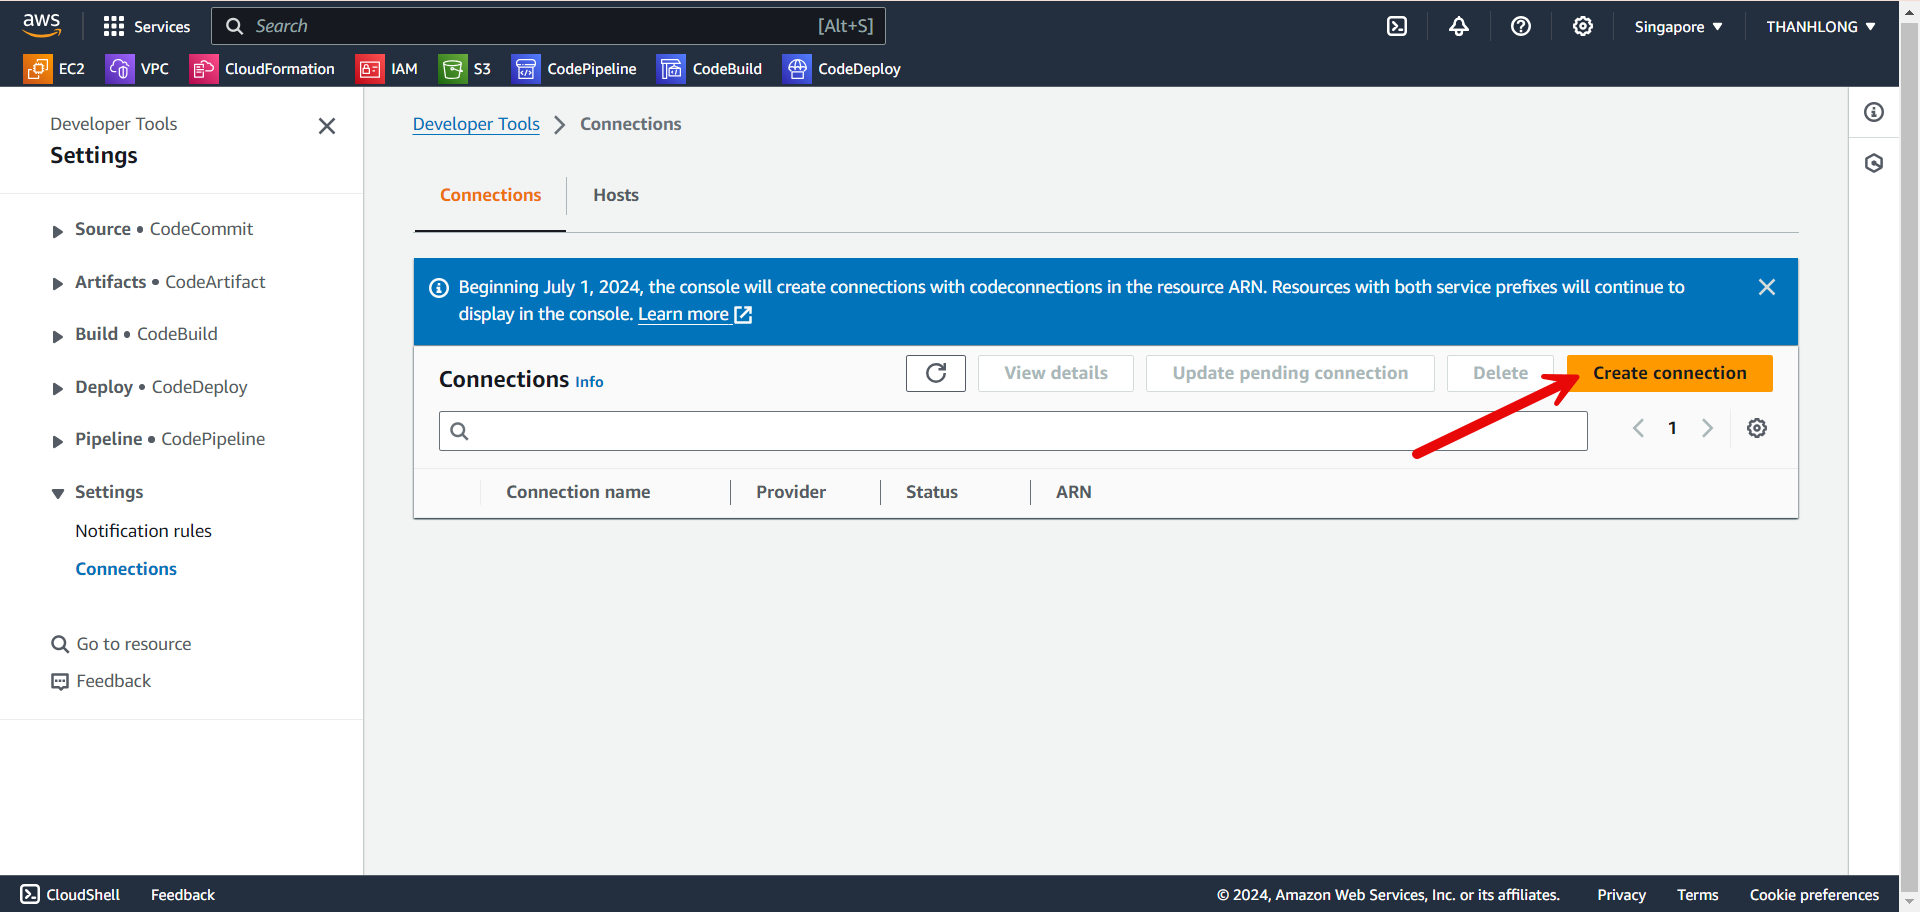 aws
Services
Search
[Alt+S]
Singapore
THANHLONG
EC2
VPC
CloudFormation
IAM
S3
CodePipeline
CodeBuild
CodeDeploy
Developer Tools
Settings
Source • CodeCommit
Artifacts • CodeArtifact
Build • CodeBuild
Deploy • CodeDeploy
Pipeline • CodePipeline
Settings
Notification rules
Connections
Go to resource
Feedback
Developer Tools
Connections
Connections
Hosts
Beginning July 1, 2024, the console will create connections with codeconnections in the resource ARN. Resources with both service prefixes will continue to
display in the console. Learn more
Connections Info
View details
Update pending connection
Delete
Create connection
1
Connection name
Provider
Status
ARN
CloudShell
Feedback
© 2024, Amazon Web Services, Inc. or its affiliates.
Privacy
Terms
Cookie preferences